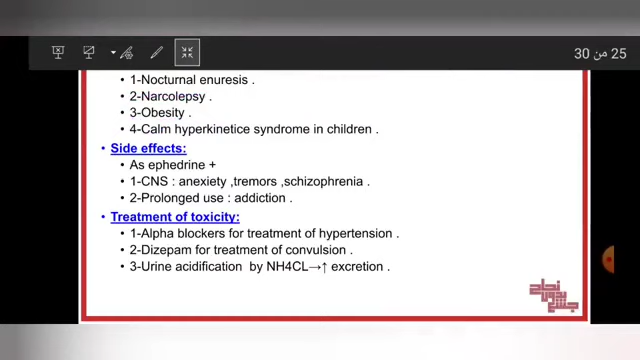 25 من 30
1-Nocturnal enuresis .
2-Narcolepsy .
3-Obesity .
4-Calm hyperkinetice syndrome in children .
Side effects:
As ephedrine +
1-CNS : anexiety ,tremors ,schizophrenia .
2-Prolonged use : addiction .
Treatment of toxicity:
1-Alpha blockers for treatment of hypertension .
2-Dizepam for treatment of convulsion .
3-Urine acidification by NH4CL→↑ excretion .